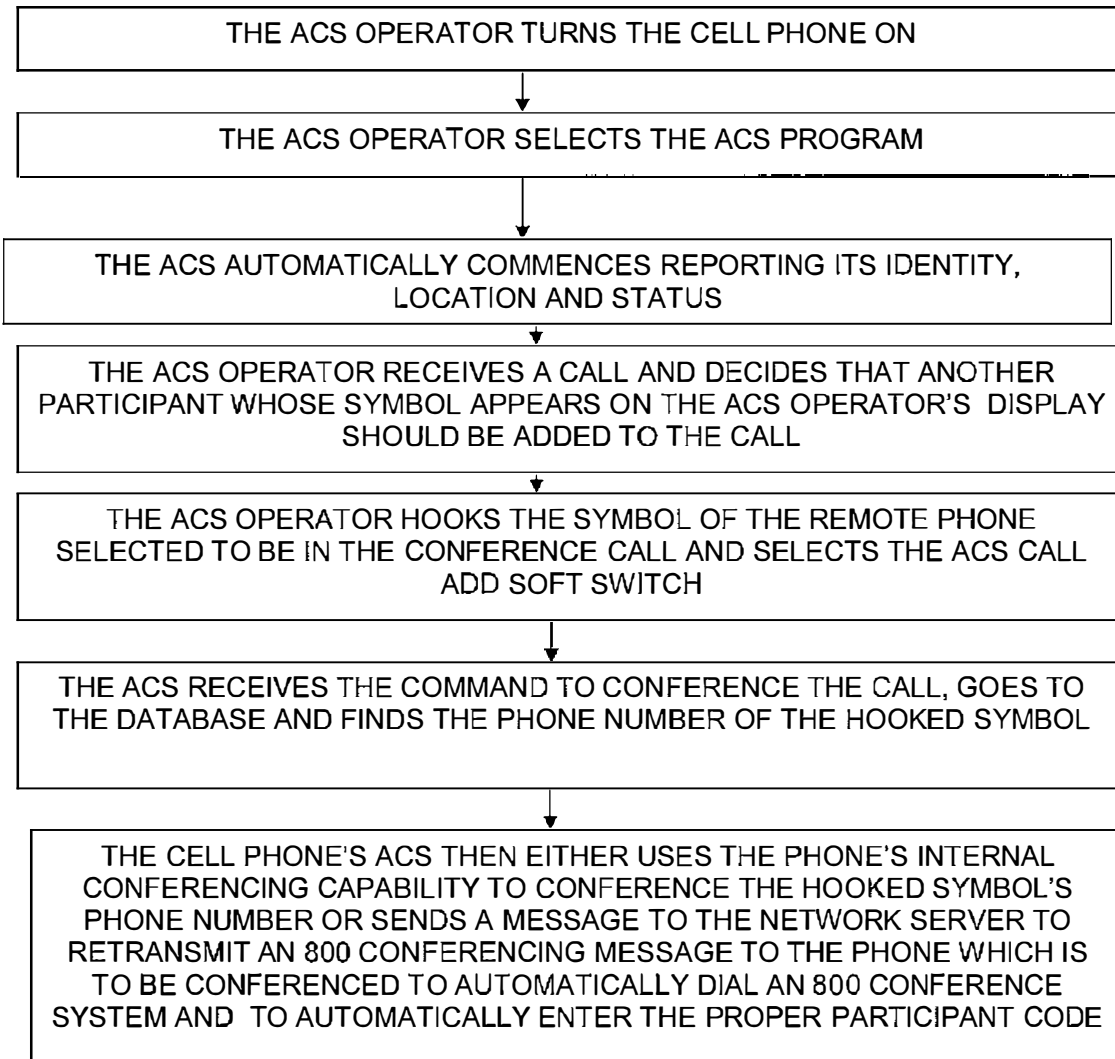 THE ACS OPERATOR TURNS THE CELL PHONE ON
THE ACS OPERATOR SELECTS THE ACS PROGRAM
THE ACS AUTOMATICALLY COMMENCES REPORTING ITS IDENTITY,
LOCATION AND STATUS
THE ACS OPERATOR RECEIVES A CALL AND DECIDES THAT ANOTHER
PARTICIPANT WHOSE SYMBOL APPEARS ON THE ACS OPERATOR'S DISPLAY
SHOULD BE ADDED TO THE CALL
THE ACS OPERATOR HOOKS THE SYMBOL OF THE REMOTE PHONE
SELECTED TO BE IN THE CONFERENCE CALL AND SELECTS THE ACS CALL
ADD SOFT SWITCH
THE ACS RECEIVES THE COMMAND TO CONFERENCE THE CALL, GOES TO
THE DATABASE AND FINDS THE PHONE NUMBER OF THE HOOKED SYMBOL
THE CELL PHONE'S ACS THEN EITHER USES THE PHONE'S INTERNAL
CONFERENCING CAPABILITY TO CONFERENCE THE HOOKED SYMBOL'S
PHONE NUMBER OR SENDS A MESSAGE TO THE NETWORK SERVER TO
RETRANSMIT AN 800 CONFERENCING MESSAGE TO THE PHONE WHICH IS
TO BE CONFERENCED TO AUTOMATICALLY DIAL AN 800 CONFERENCE
SYSTEM AND TO AUTOMATICALLY ENTER THE PROPER PARTICIPANT CODE